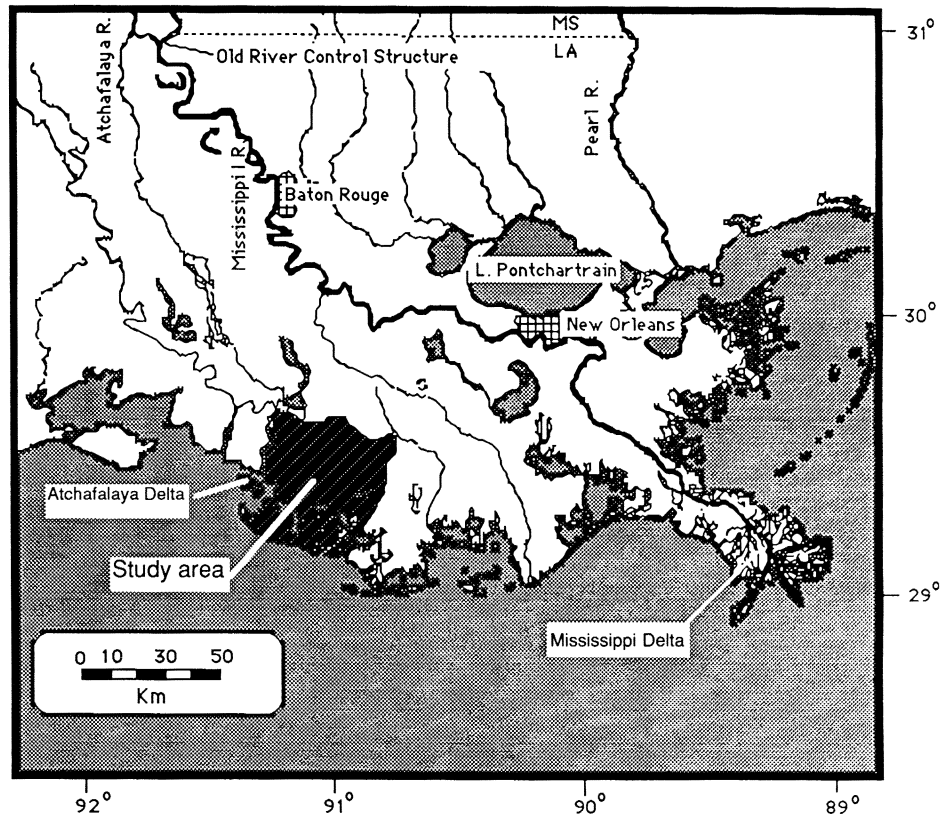 MS
31°
LA
Atchafalaya R.
Old River Control Structure
Pearl R.
Mississippi R.
Baton Rouge
L. Pontchartrain
New Orleans
30°
Atchafalaya Delta
Study area
29°
Mississippi Delta
0 10 30 50
Km
92° 91° 90° 89°